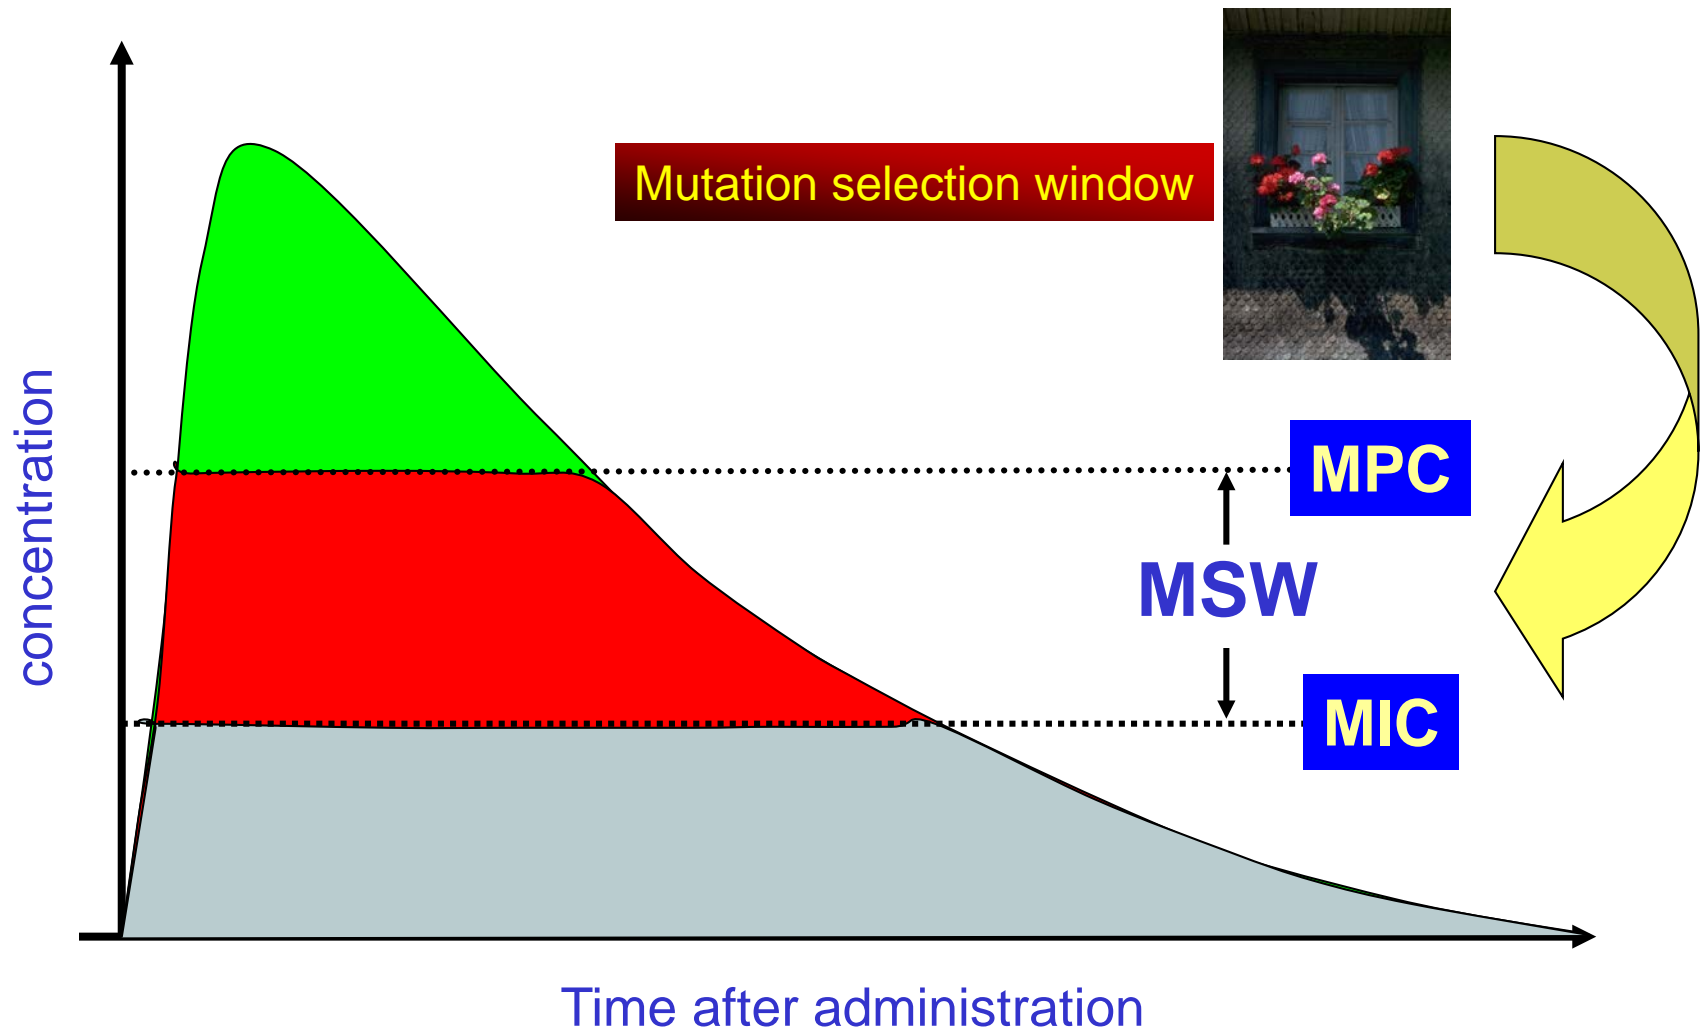 Mutation selection window
concentration
MPC
MSW
MIC
Time after administration